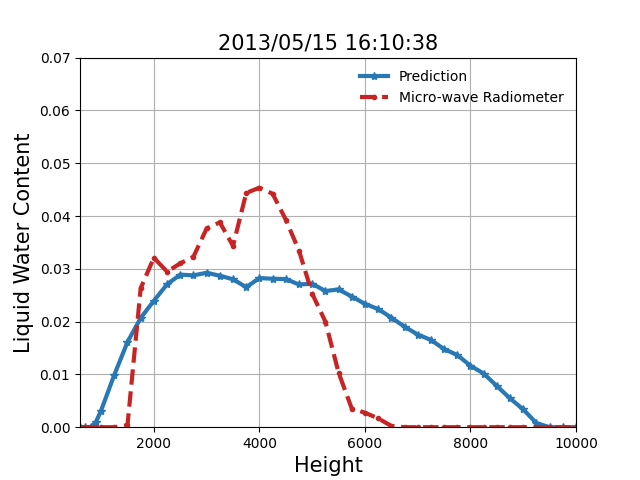 2013/05/15 16:10:38
0.07
0.06
0.05
0.04
0.03
0.02
0.01
0.00
Liquid Water Content
Prediction
Micro-wave Radiometer
2000 4000 6000 8000 10000
Height